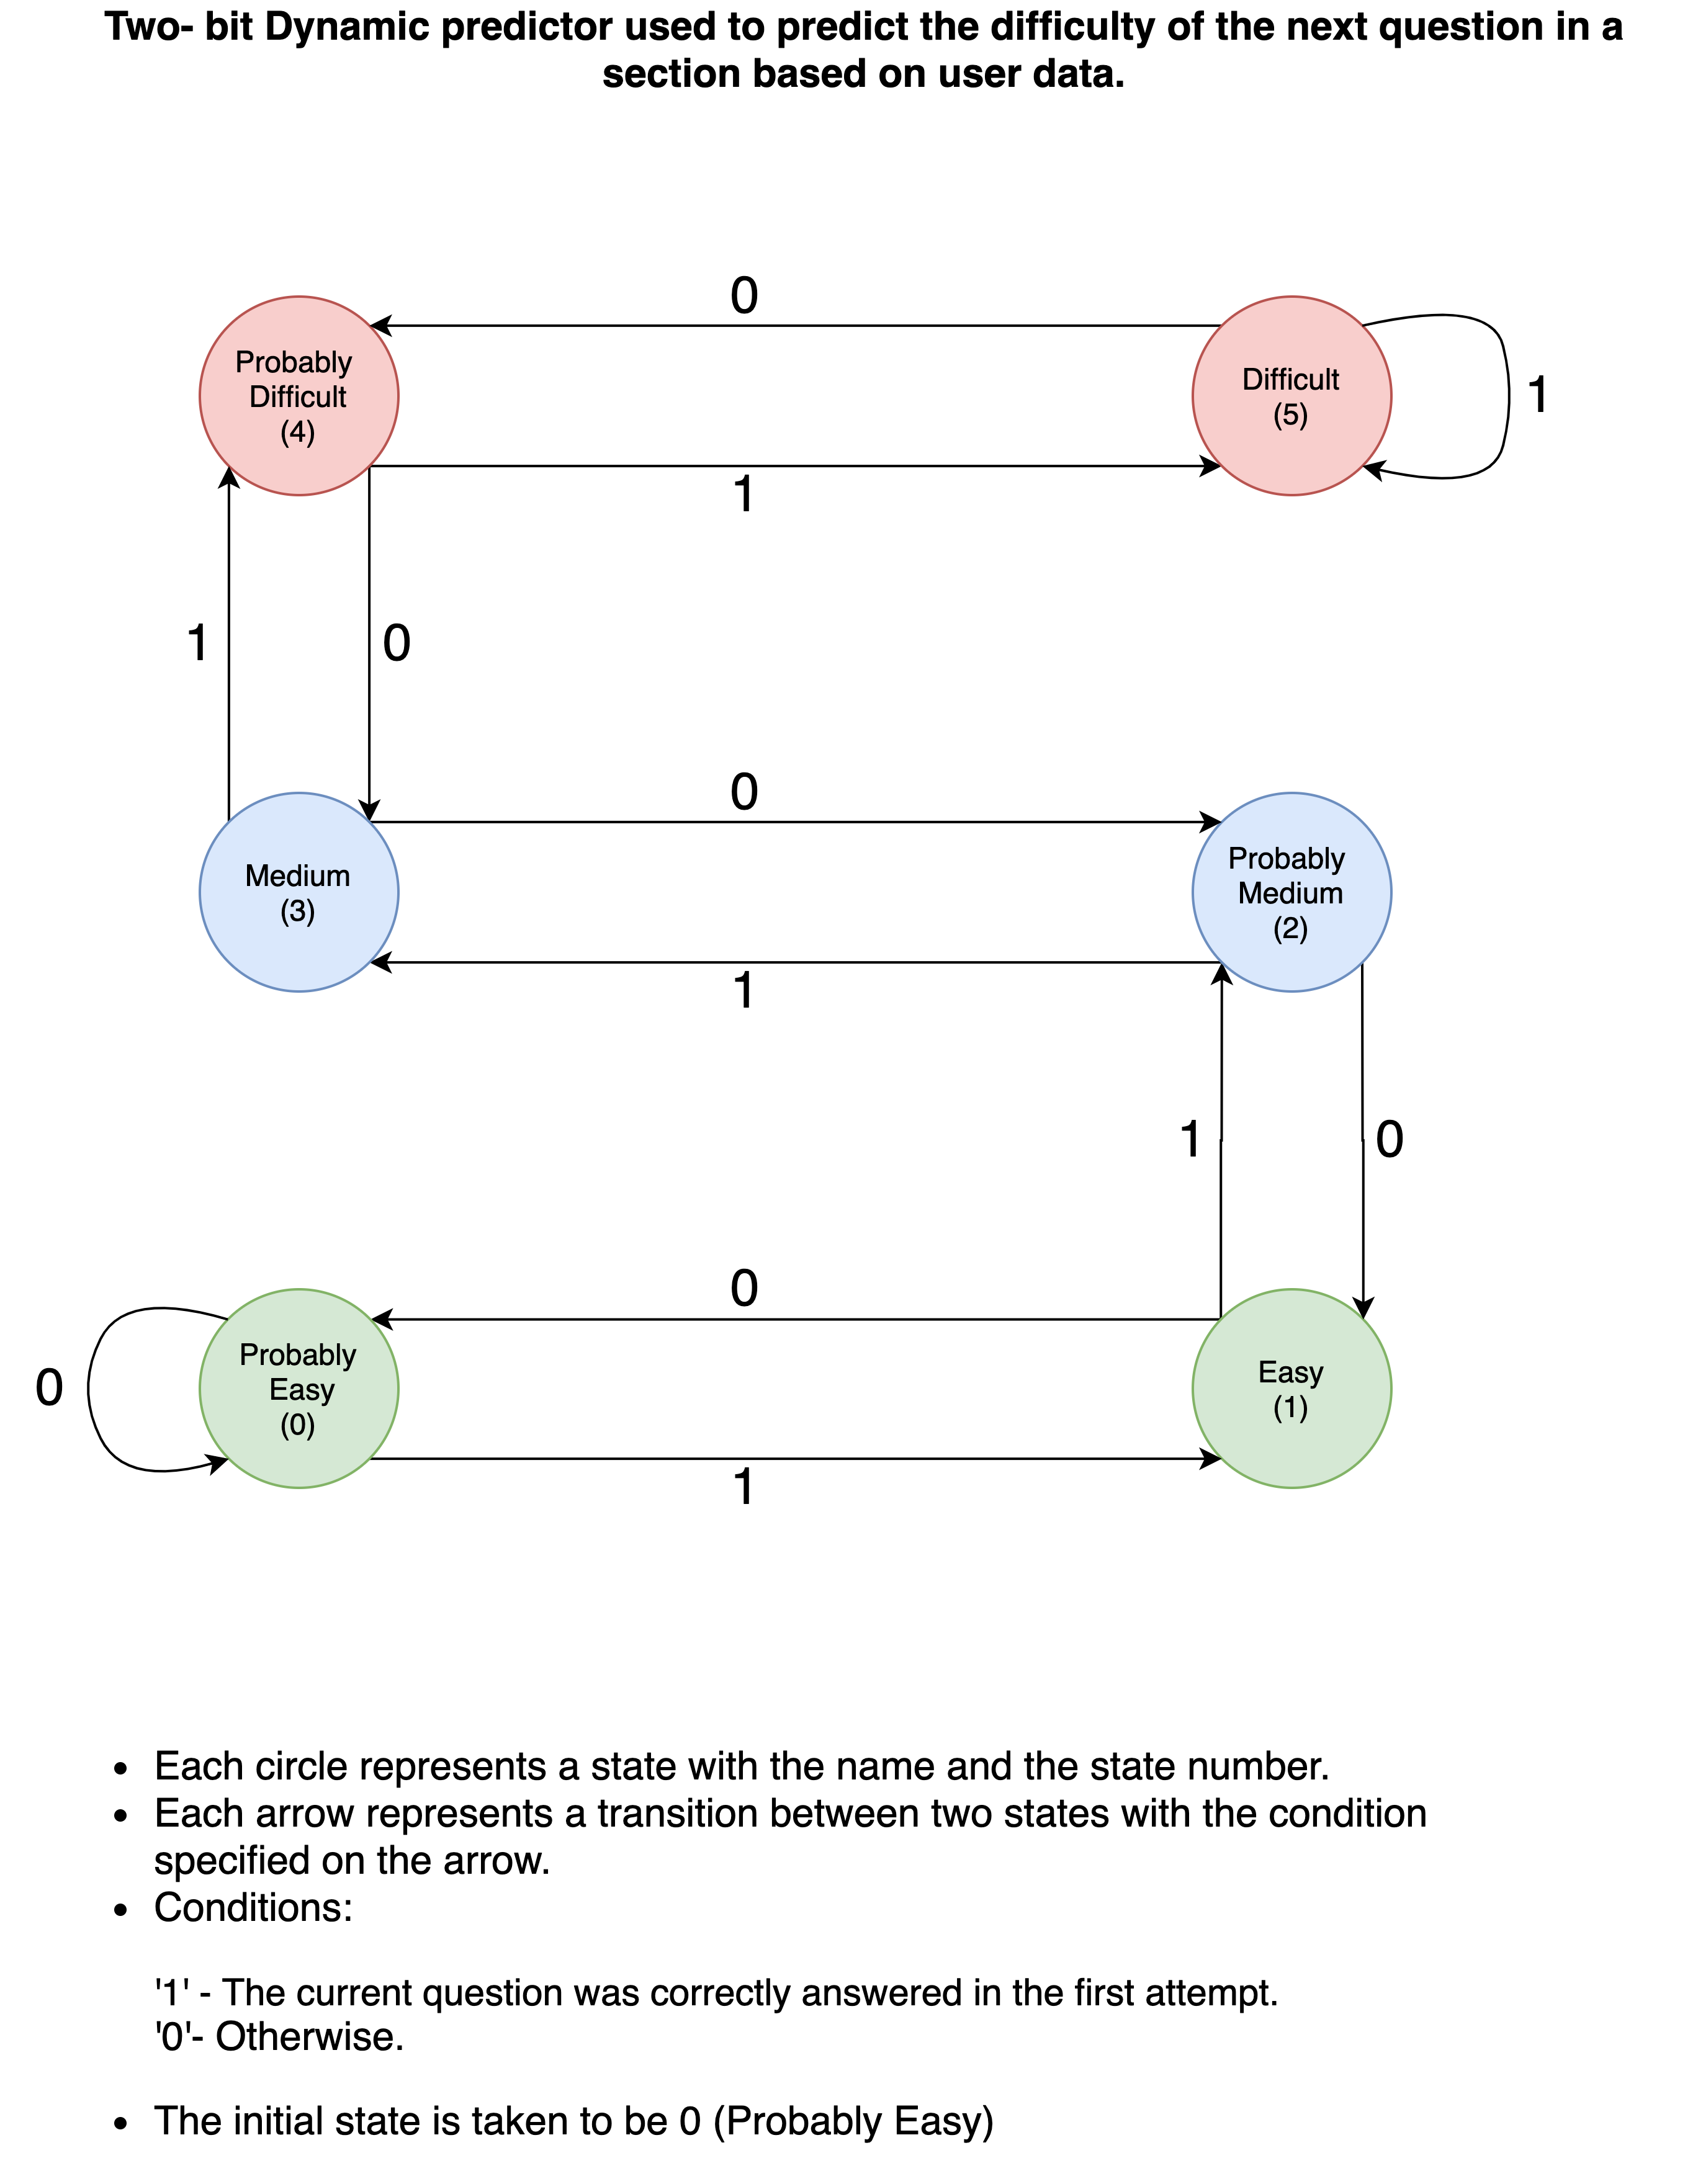 Two- bit Dynamic predictor used to predict the difficulty of the next question in a
section based on user data.
0
Probably
Difficult
(4)
Difficult
(5)
1
1
1
0
0
Medium
(3)
Probably
Medium
(2)
1
1
0
0
Probably
Easy
(0)
Easy
(1)
0
1
• Each circle represents a state with the name and the state number.
• Each arrow represents a transition between two states with the condition
specified on the arrow.
• Conditions:
'1' - The current question was correctly answered in the first attempt.
'0'- Otherwise.
• The initial state is taken to be 0 (Probably Easy)